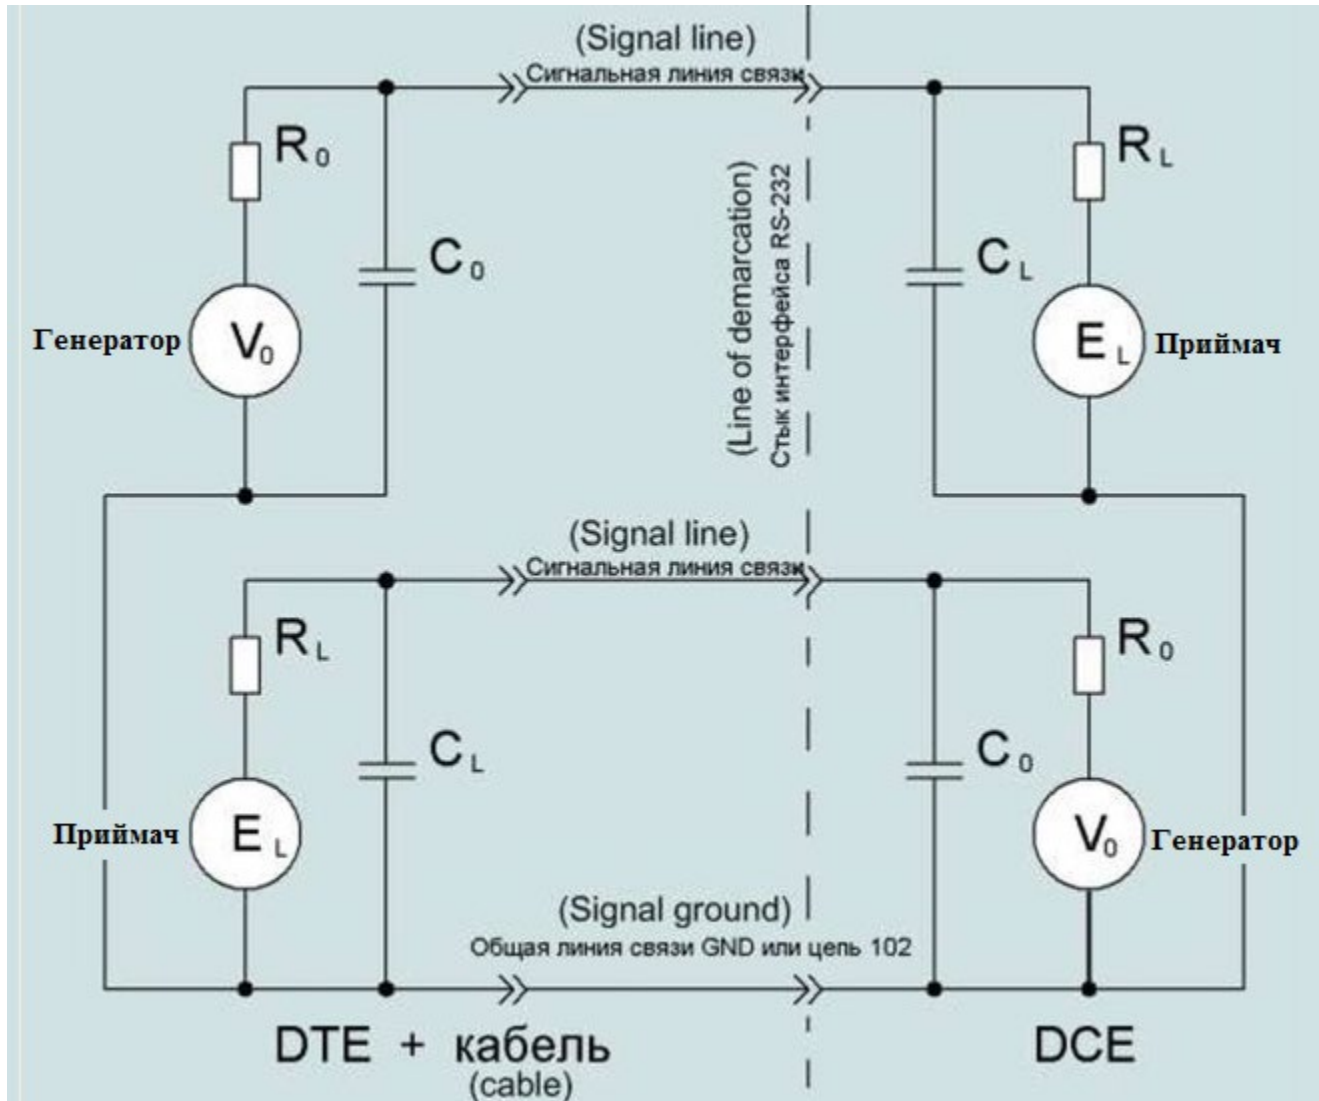 (Signal line)
Сигнальная линия связи
R0
C0
Генератор
V0
(Line of demarcation)
Стык интерфейса RS-232
RL
CL
EL
Приймач
(Signal line)
Сигнальная линия связи
RL
CL
Приймач
EL
R0
C0
V0
Генератор
(Signal ground)
Общая линия связи GND или цепь 102
DTE + кабель
(cable)
DCE